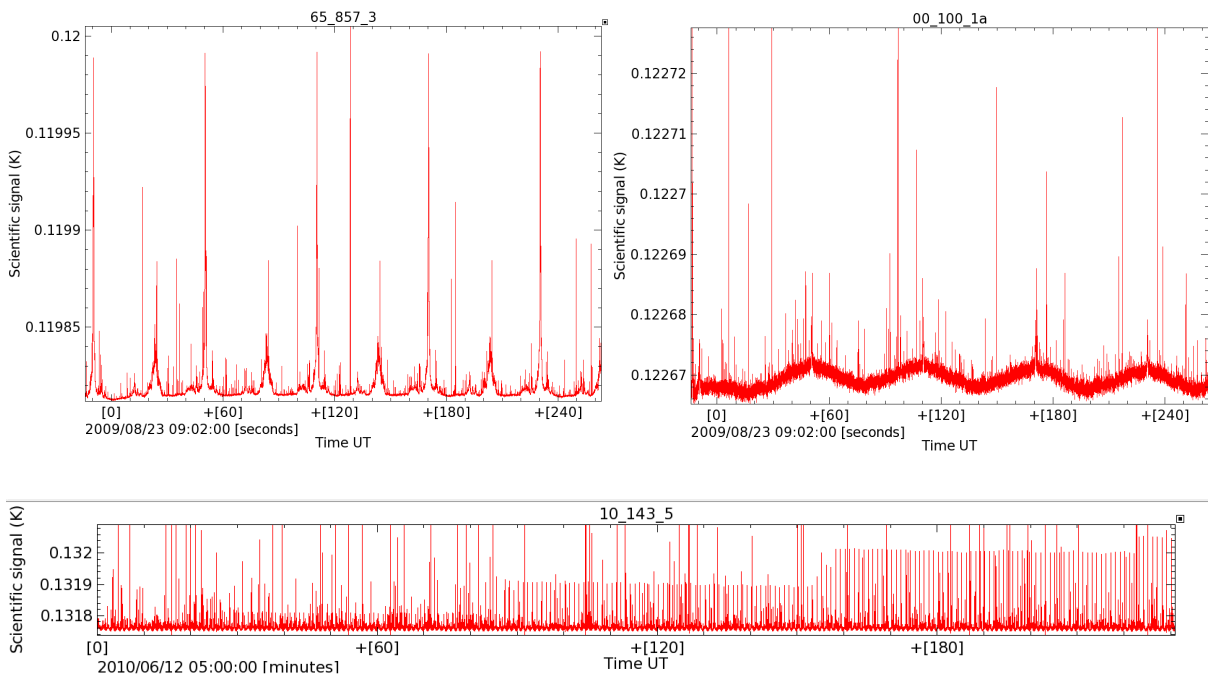 65_857_3
0.12
0.11995
0.1199
0.11985
Scientific signal (K)
[00]
+[60]
+[120]
+[180]
+[240]
2009/08/23 09:02:00 [seconds]
Time UT
00_100_1a
0.12272
0.12271
0.1227
0.12269
0.12268
0.12267
Scientific signal (K)
[0]
+[60]
+[120]
+[180]
+[240]
2009/08/23 09:02:00 [seconds]
Time UT
10_143_5
0.132
0.1319
0.1318
Scientific signal (K)
[0]
+[60]
+[120]
+[180]
2010/06/12 05:00:00 [minutes]
Time UT